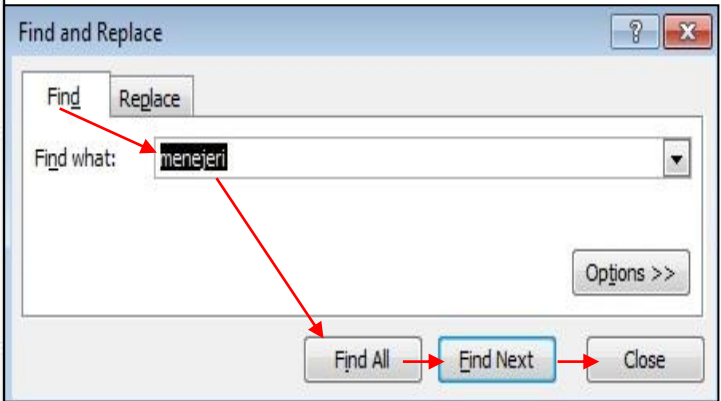 Find and Replace
Find Replace
Find what: menejeri
Options >>
Find All Find Next Close